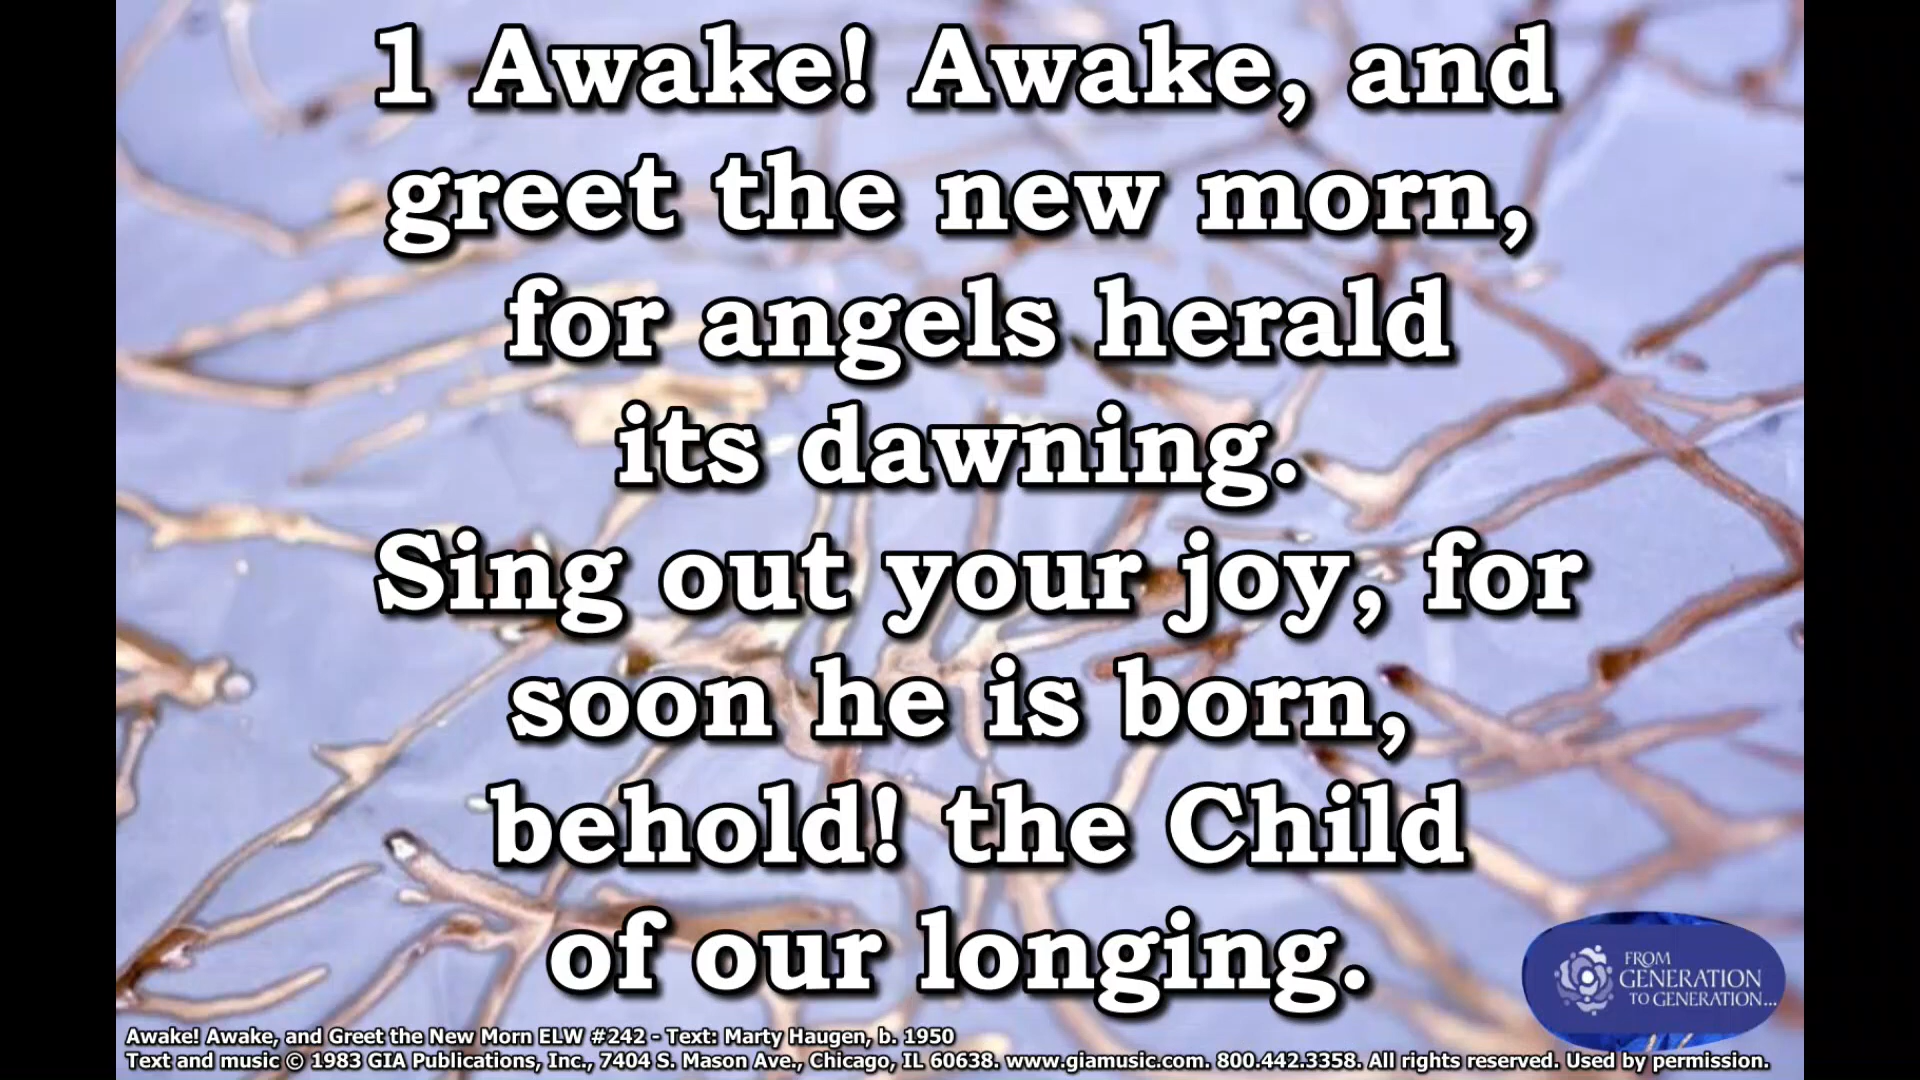 1 Awake! Awake, and
greet the new morn,
for angels herald
its dawning.
Sing out your joy, for
soon he is born,
behold! the Child
of our longing.
FROM
GENERATION
TO GENERATION...
Awake! Awake, and Greet the New Morn ELW #242 - Text: Marty Haugen, b. 1950
Text and music © 1983 GIA Publications, Inc., 7404 S. Mason Ave., Chicago, IL 60638. www.giamusic.com. 800.442.3358. All rights reserved. Used by permission.